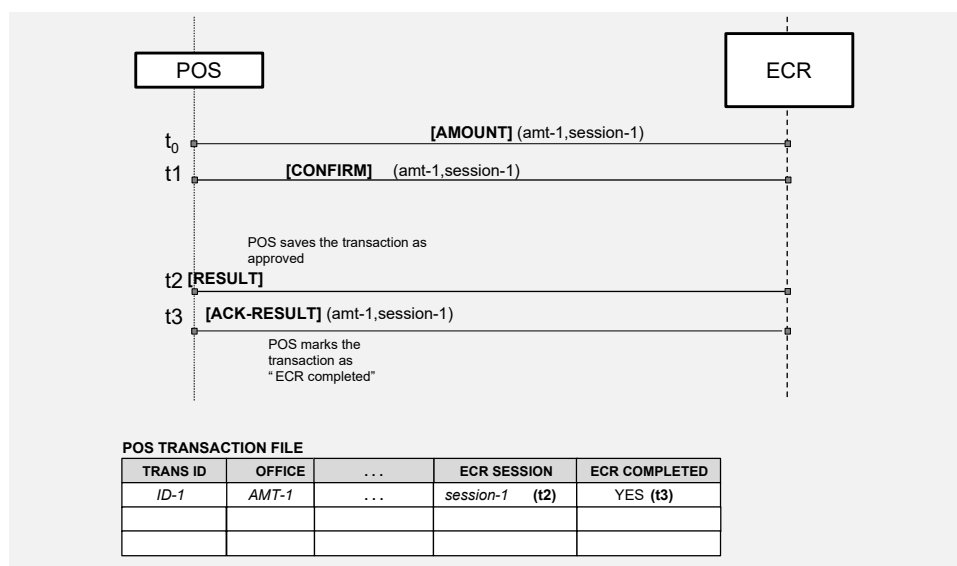 POS
ECR
t0 [AMOUNT] (amt-1,session-1)
t1 [CONFIRM] (amt-1,session-1)
POS saves the transaction as
approved
t2 [RESULT]
t3 [ACK-RESULT] (amt-1,session-1)
POS marks the
transaction as
“ECR completed”
POS TRANSACTION FILE
TRANS ID OFFICE . . . ECR SESSION ECR COMPLETED
ID-1 AMT-1 . . . session-1 (t2) YES (t3)